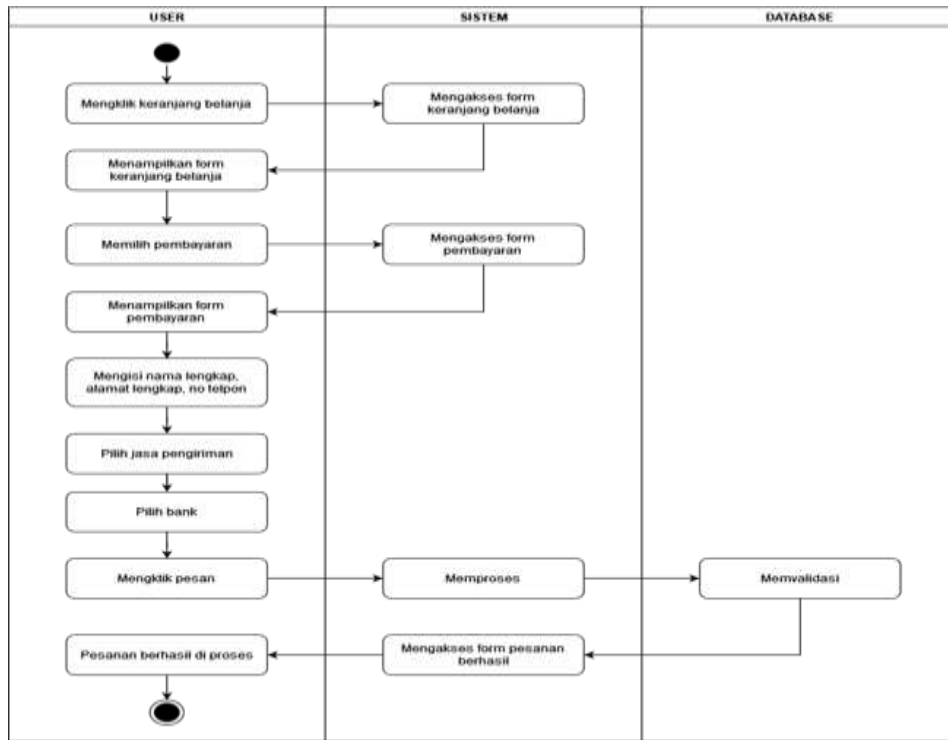 USER
SISTEM
DATABASE
Mengklik keranjang belanja
Mengakses form
keranjang belanja
Menampilkan form
keranjang belanja
Memilih pembayaran
Mengakses form
pembayaran
Menampilkan form
pembayaran
Mengisi nama lengkap,
alamat lengkap, no telpon
Pilih jasa pengiriman
Pilih bank
Mengklik pesan
Memproses
Memvalidasi
Pesanan berhasil di proses
Mengakses form pesanan
berhasil